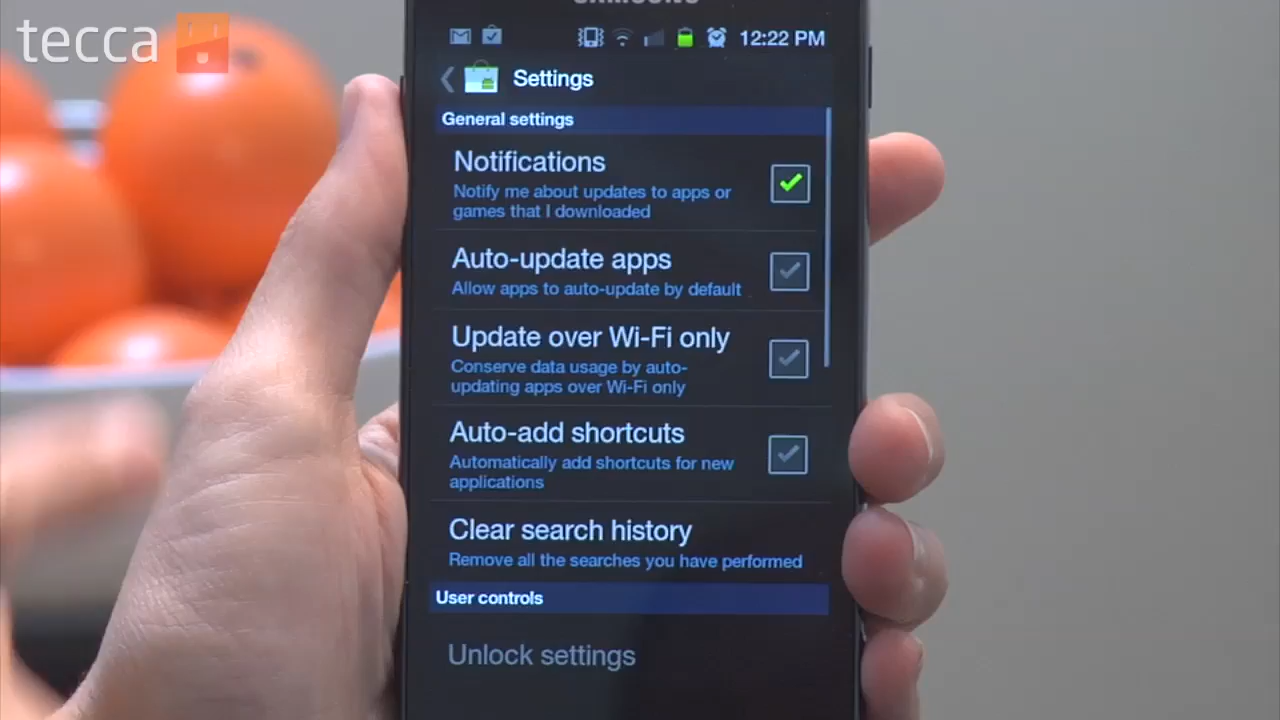 tecca
SAMSUNG
12:22 PM
Settings
General settings
Notifications
Notify me about updates to apps or
games that I downloaded
Auto-update apps
Allow apps to auto-update by default
Update over Wi-Fi only
Conserve data usage by auto-
updating apps over Wi-Fi only
Auto-add shortcuts
Automatically add shortcuts for new
applications
Clear search history
Remove all the searches you have performed
User controls
Unlock settings